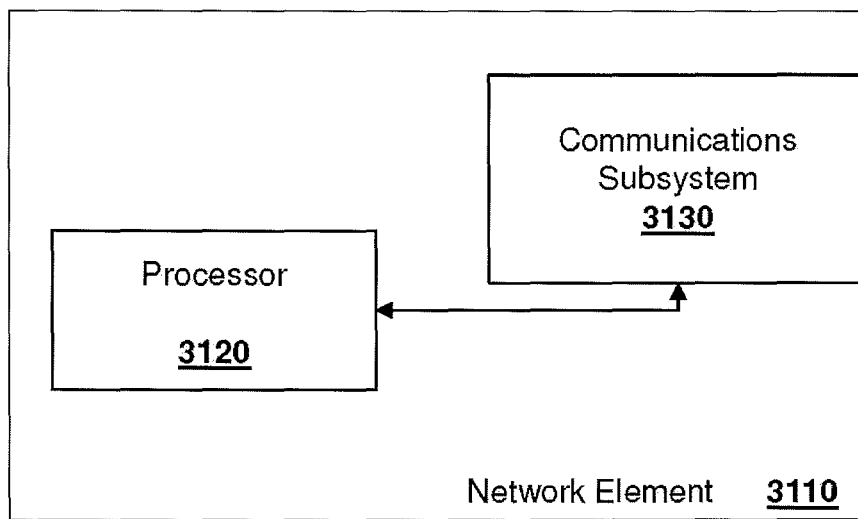 Communications
Subsystem
3130
Processor
3120
Network Element 3110